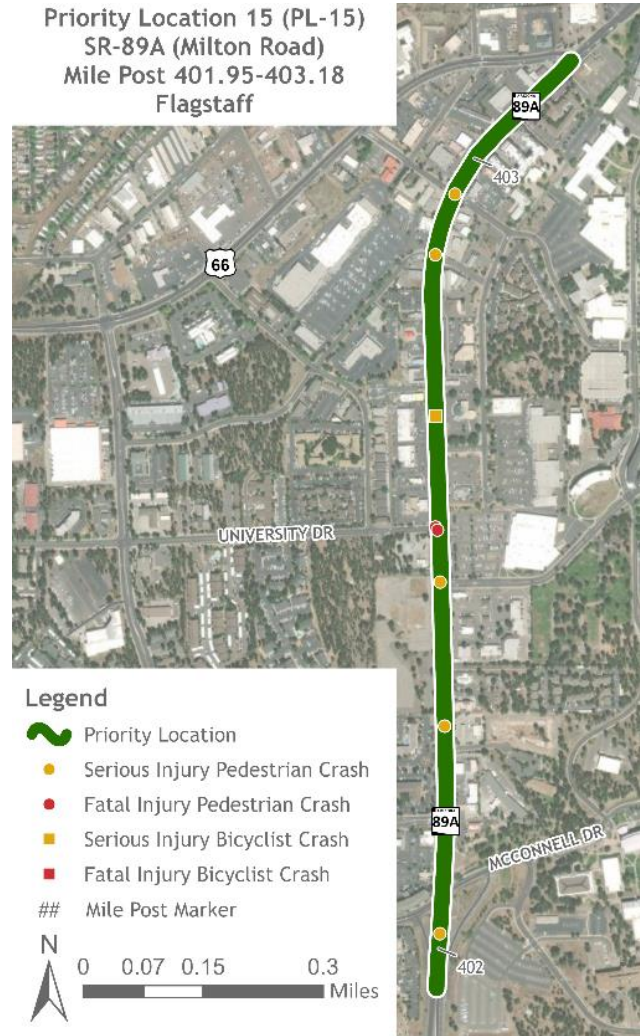 Priority Location 15 (PL-15)
SR-89A (Milton Road)
Mile Post 401.95-403.18
Flagstaff
89A
403
66
UNIVERSITY DR
89A
MCCONNELL DR
402
Legend
Priority Location
Serious Injury Pedestrian Crash
Fatal Injury Pedestrian Crash
Serious Injury Bicyclist Crash
Fatal Injury Bicyclist Crash
## Mile Post Marker
N
0 0.07 0.15 0.3
Miles